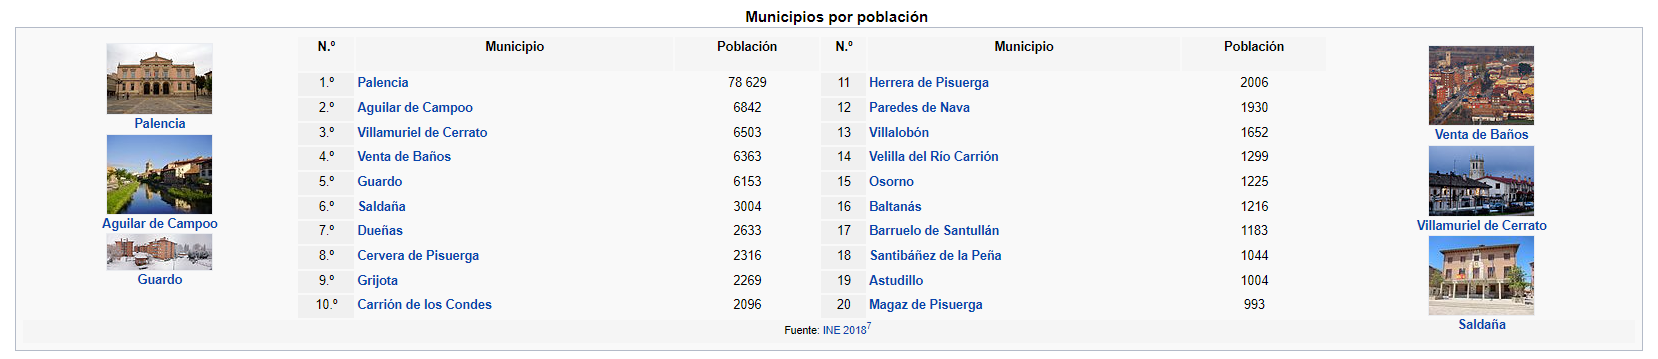 Municipios por población
N.º Municipio Población N.º Municipio Población
1.º Palencia 78 629 11 Herrera de Pisuerga 2006
2.º Aguilar de Campoo 6842 12 Paredes de Nava 1930
3.º Villamuriel de Cerrato 6503 13 Villalobón 1652
4.º Venta de Baños 6363 14 Velilla del Río Carrión 1299
5.º Guardo 6153 15 Osorno 1225
6.º Saldaña 3004 16 Baltanás 1216
7.º Dueñas 2633 17 Barruelo de Santullán 1183
8.º Cervera de Pisuerga 2316 18 Santibáñez de la Peña 1044
9.º Grijota 2269 19 Astudillo 1004
10.º Carrión de los Condes 2096 20 Magaz de Pisuerga 993
Palencia
Aguilar de Campoo
Guardo
Venta de Baños
Villamuriel de Cerrato
Saldaña
Fuente: INE 2018⁷